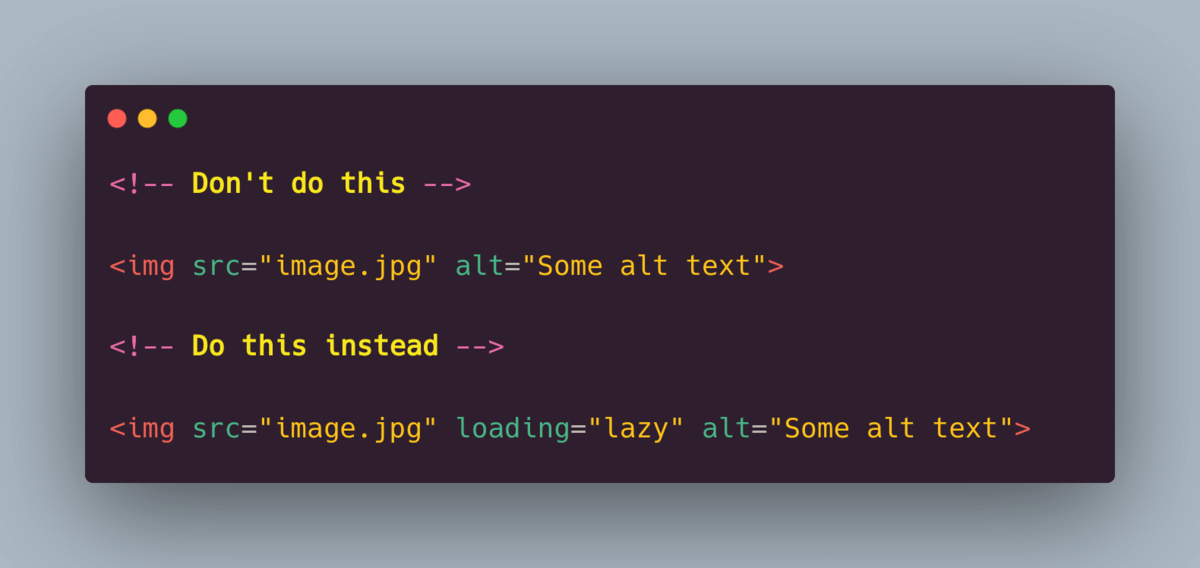 <!-- Don't do this -->
<img src="image.jpg" alt="Some alt text">
<!-- Do this instead -->
<img src="image.jpg" loading="lazy" alt="Some alt text">